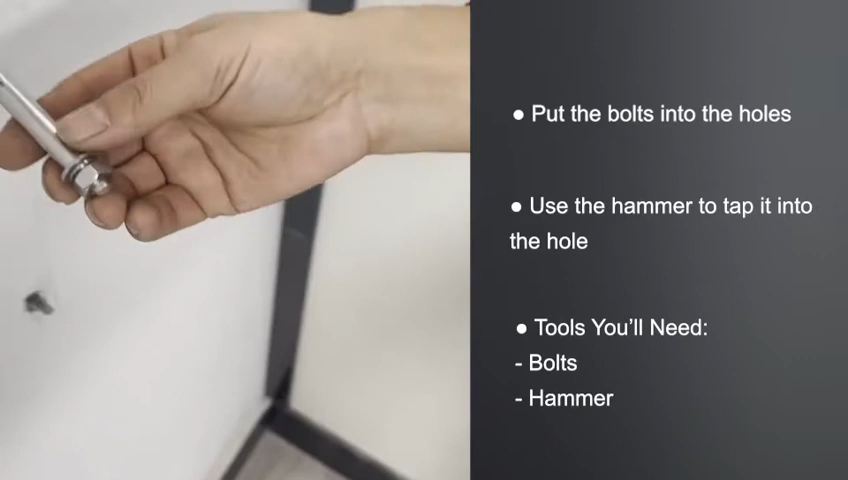 ● Put the bolts into the holes
● Use the hammer to tap it into
the hole
● Tools You'll Need:
- Bolts
- Hammer